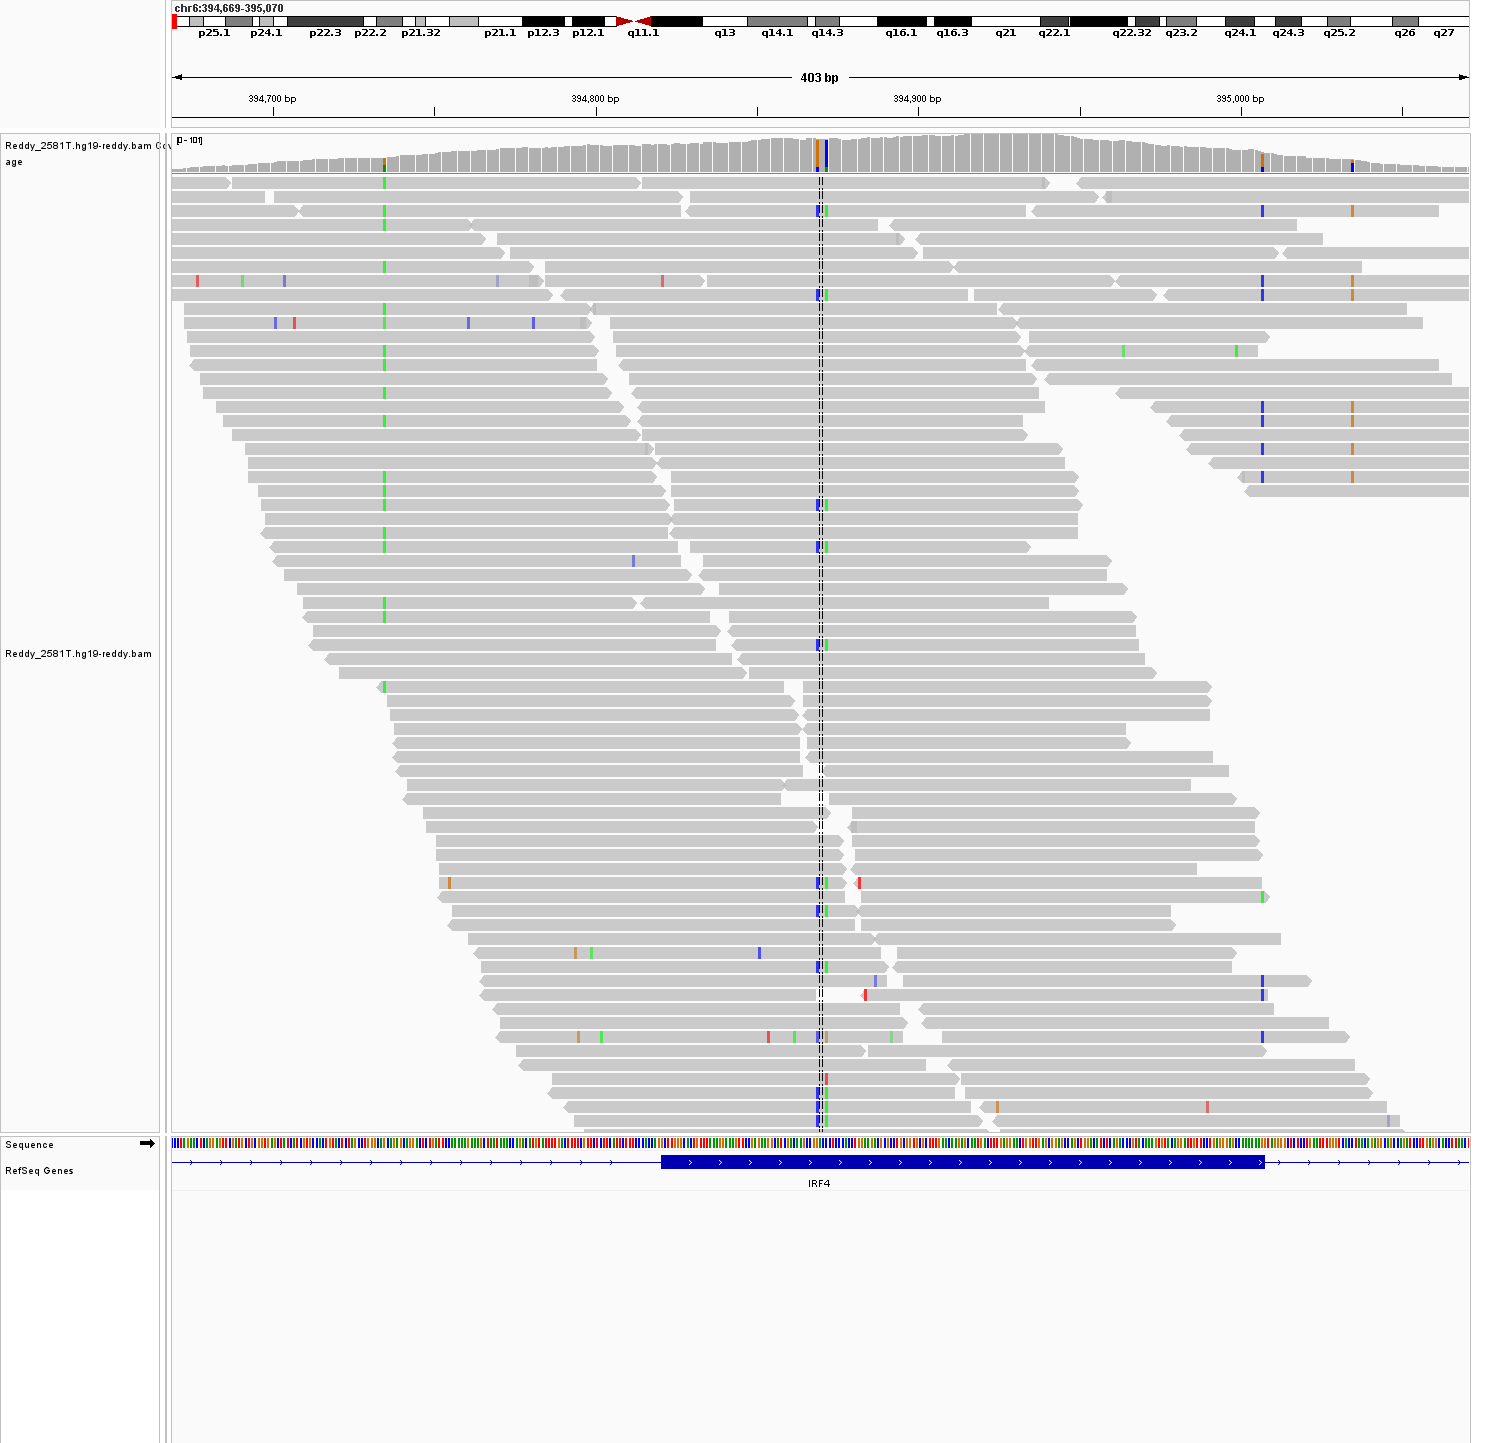 chr6:394,669-395,070
p25.1 p24.1 p22.3 p22.2 p21.32 p21.1 p12.3 p12.1 q11.1 q13 q14.1 q14.3 q16.1 q16.3 q21 q22.1 q22.32 q23.2 q24.1 q24.3 q25.2 q26 q27
403 bp
394,700 bp 394,800 bp 394,900 bp 395,000 bp
[0 - 101]
Reddy_2581T.hg19-reddy.bam Cov
age
Reddy_2581T.hg19-reddy.bam
Sequence
RefSeq Genes
IRF4